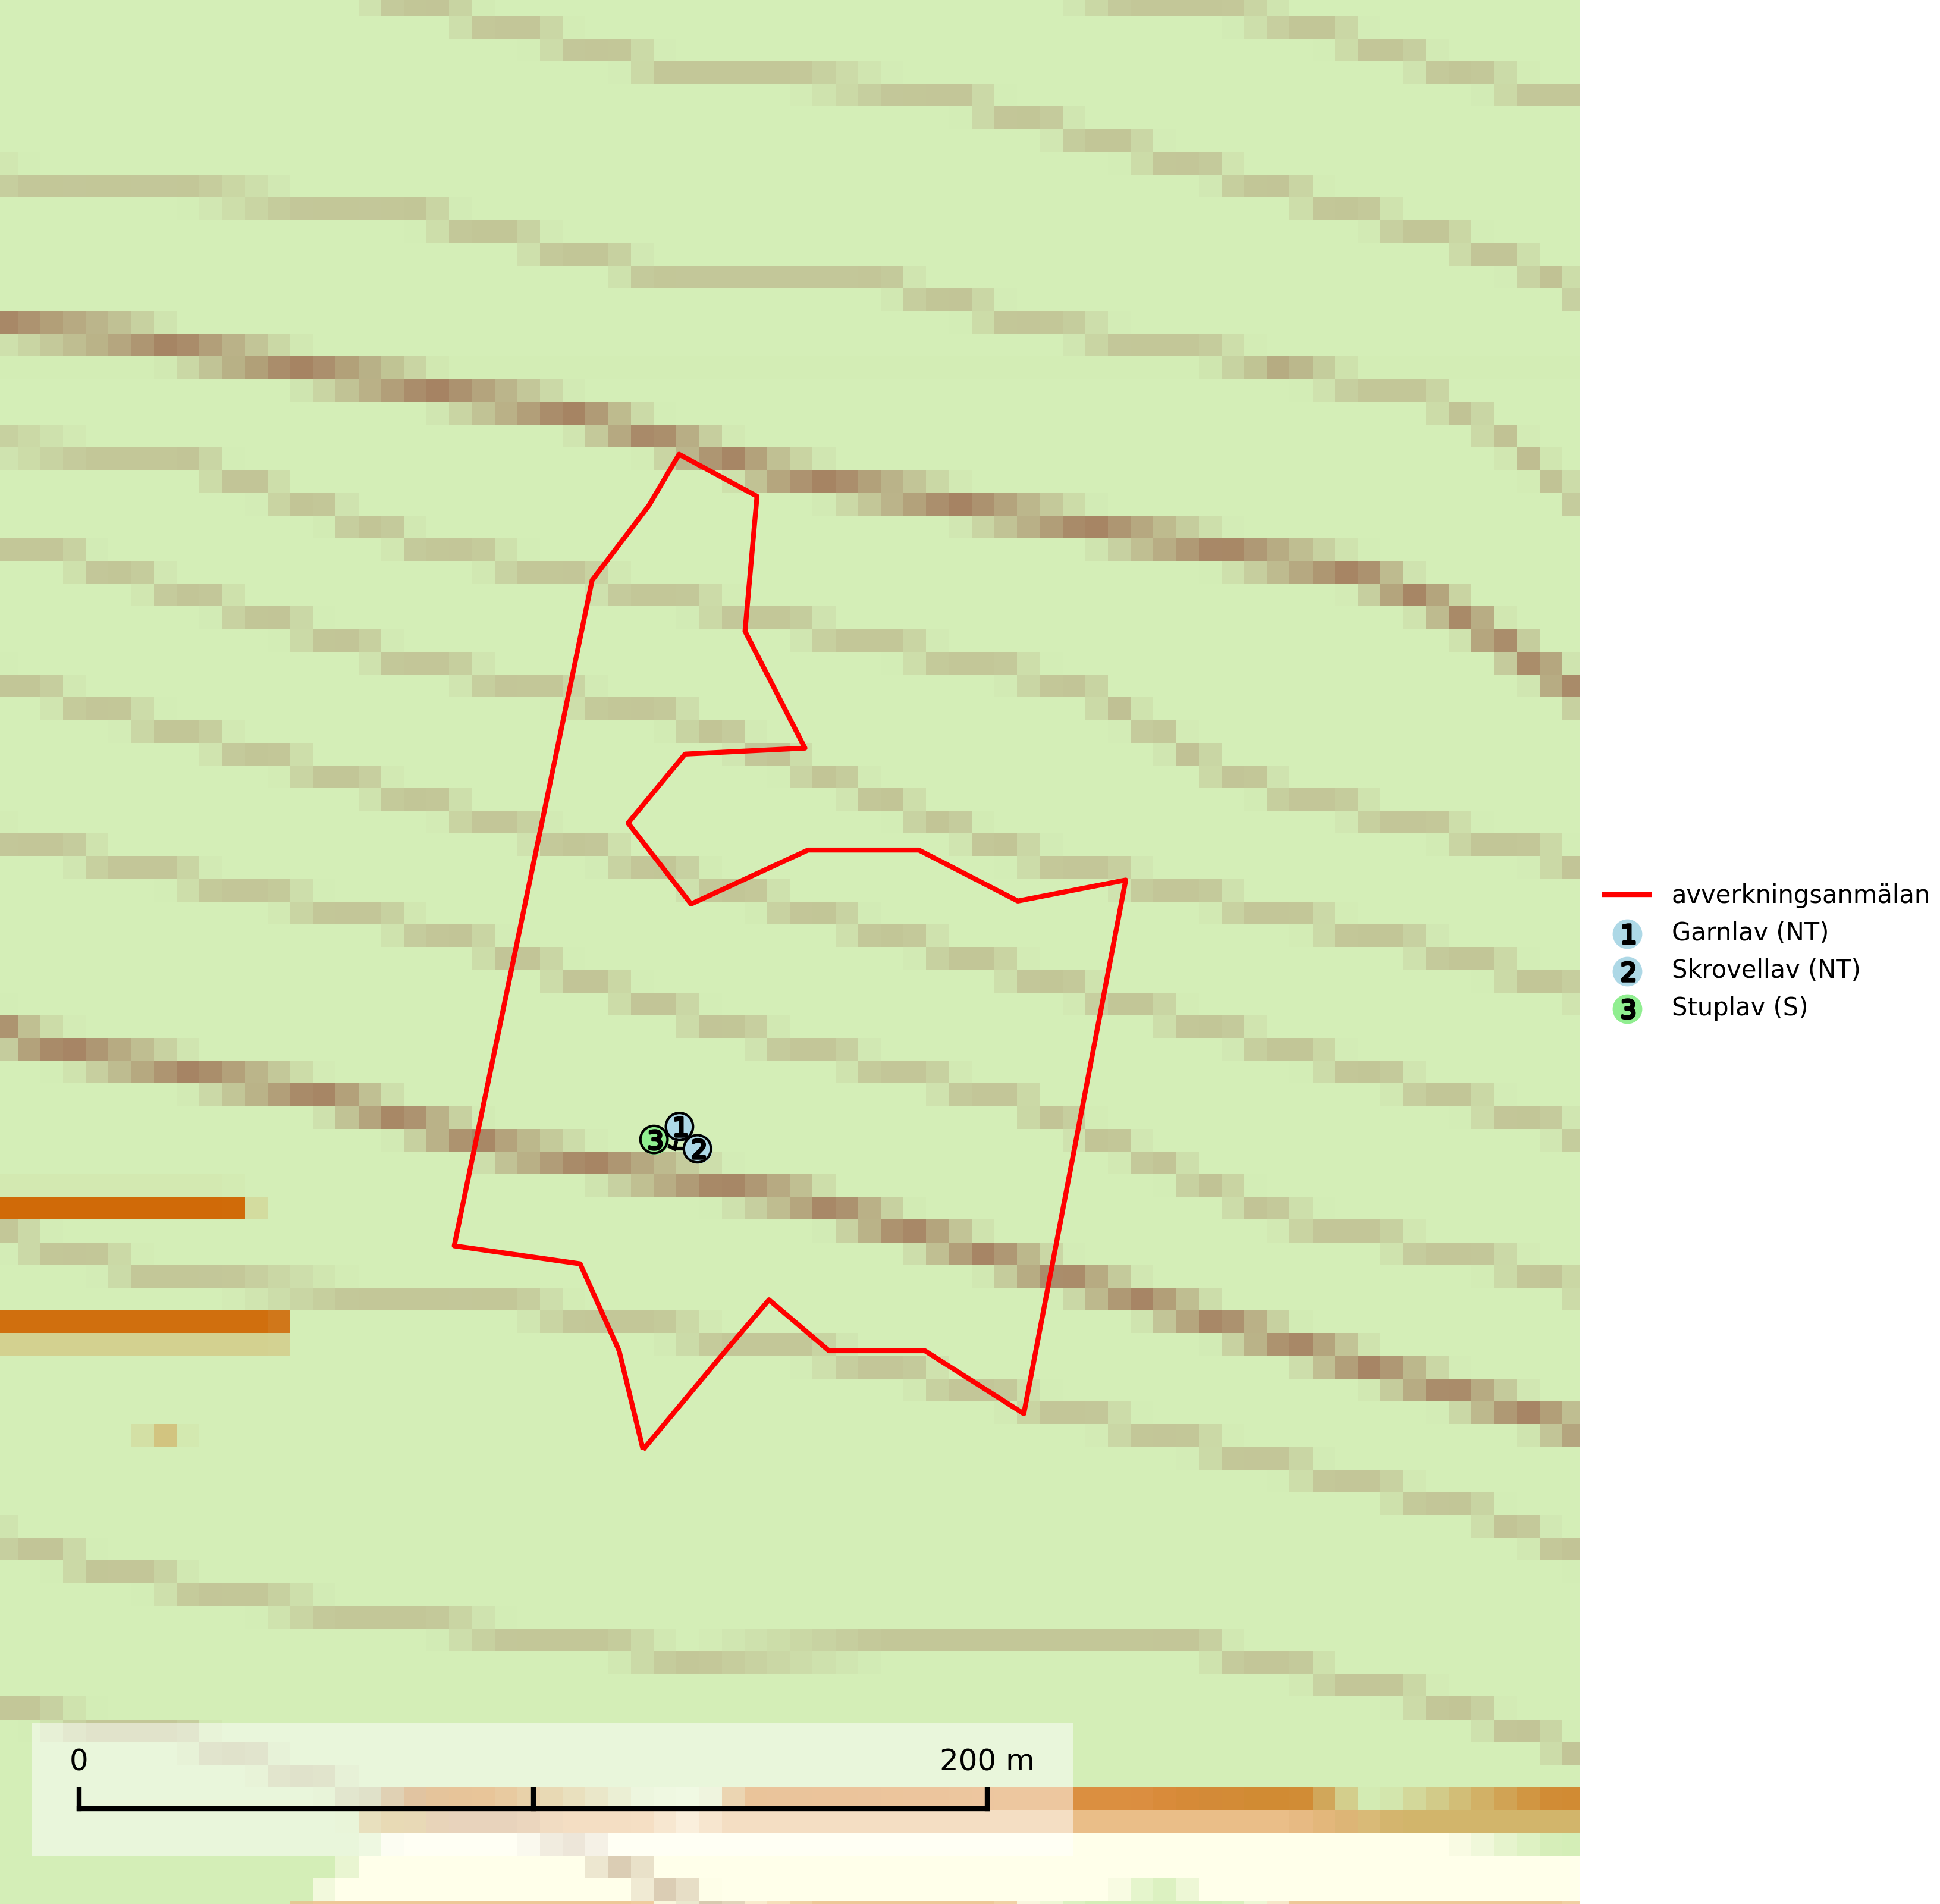 avverkningsanmälan
1 Garnlav (NT)
2 Skrovellav (NT)
3 Stuplav (S)
1
3
2
0 200 m